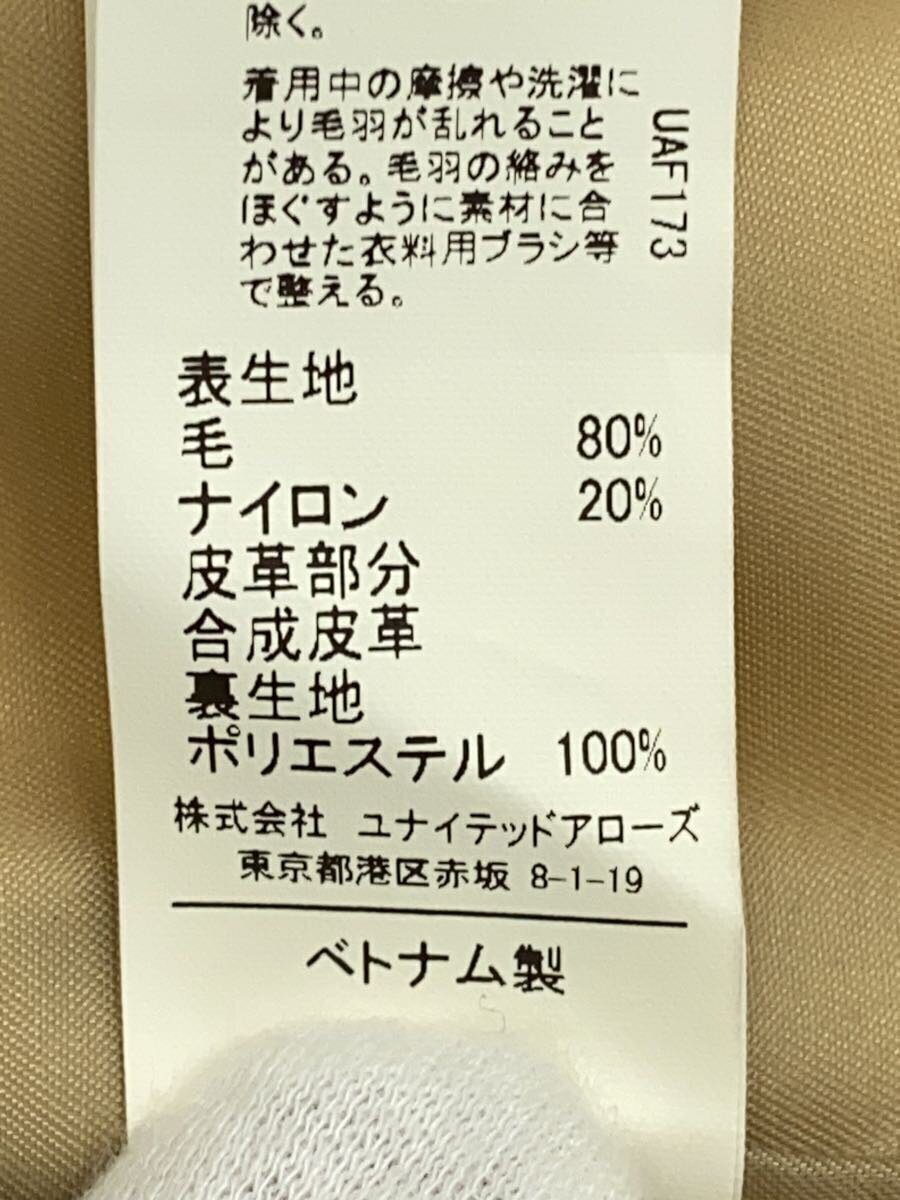 除く。
着用中の摩擦や洗濯に
より毛羽が乱れること
がある。毛羽の絡みを
ほぐすように素材に合
わせた衣料用ブラシ等
で整える。
UAF173
表生地
毛 80%
ナイロン 20%
皮革部分
合成皮革
裏生地
ポリエステル 100%
株式会社 ユナイテッドアローズ
東京都港区赤坂 8-1-19
ベトナム製